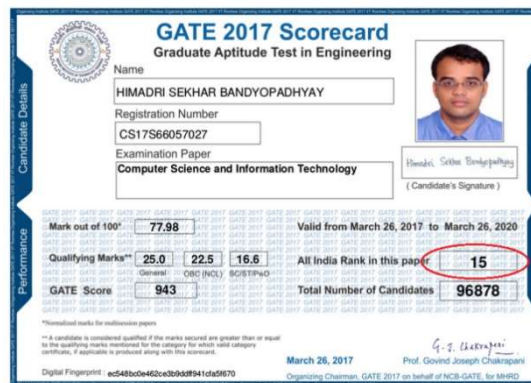 GATE 2017 Scorecard
Graduate Aptitude Test in Engineering
Candidate Details
Name
HIMADRI SEKHAR BANDYOPADHYAY
Registration Number
CS17S66057027
Examination Paper
Computer Science and Information Technology
Himadri Sekhar Bandyopadhyay
( Candidate's Signature )
Performance
Mark out of 100* 77.98 Valid from March 26, 2017 to March 26, 2020
Qualifying Marks** 25.0 22.5 16.6 All India Rank in this paper 15
General OBC (NCL) SC/ST/PwD
GATE Score 943 Total Number of Candidates 96878
*Normalized marks for multisession papers
**A candidate is considered qualified if the marks secured are greater than or equal
to the qualifying marks mentioned for the category for which valid category
certificate, if applicable is produced along with this scorecard.
G. J. Chakrapani
March 26, 2017 Prof. Govind Joseph Chakrapani
Digital Fingerprint : ec548bc0e462ce3b9ddff941cfa5f670
Organizing Chairman, GATE 2017 on behalf of NCB-GATE, for MHRD